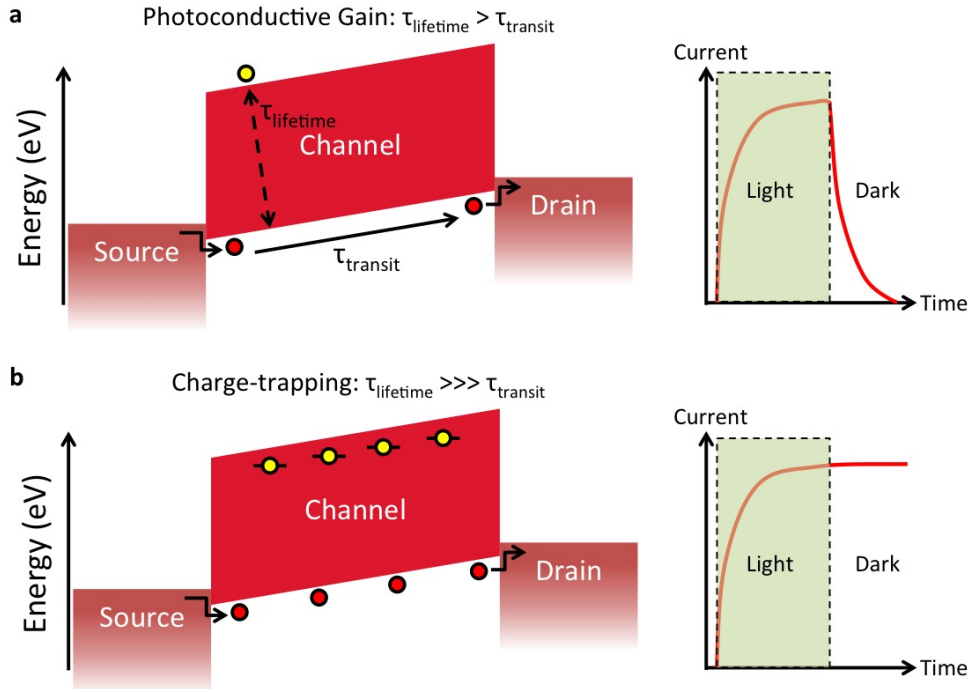 a
Photoconductive Gain: τlifetime > τtransit
Energy (eV)
τlifetime
Channel
Source
Drain
τtransit
Current
Light
Dark
Time
b
Charge-trapping: τlifetime >>> τtransit
Energy (eV)
Channel
Source
Drain
Current
Light
Dark
Time